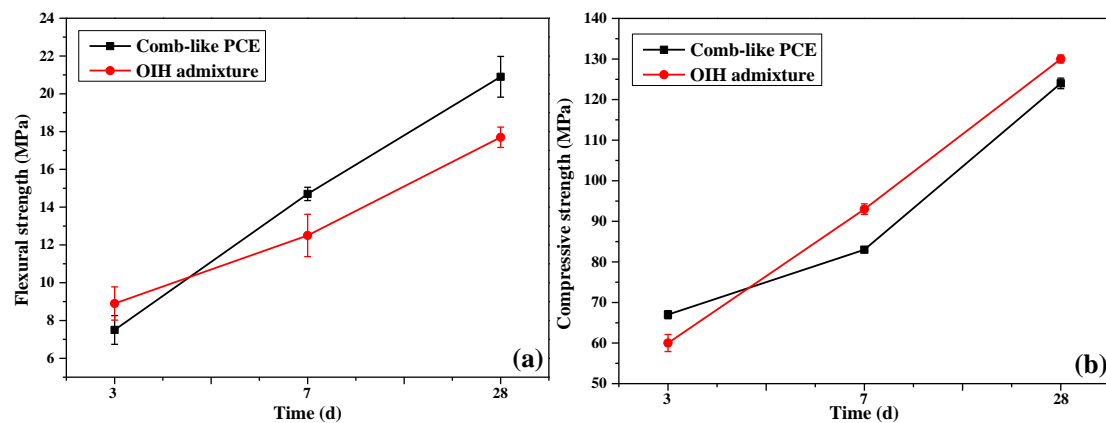 24
22
20
18
16
14
12
10
8
6
Flexural strength (MPa)
Comb-like PCE
OIH admixture
(a)
3
7
28
Time (d)
140
130
120
110
100
90
80
70
60
50
Compressive strength (MPa)
Comb-like PCE
OIH admixture
(b)
3
7
28
Time (d)